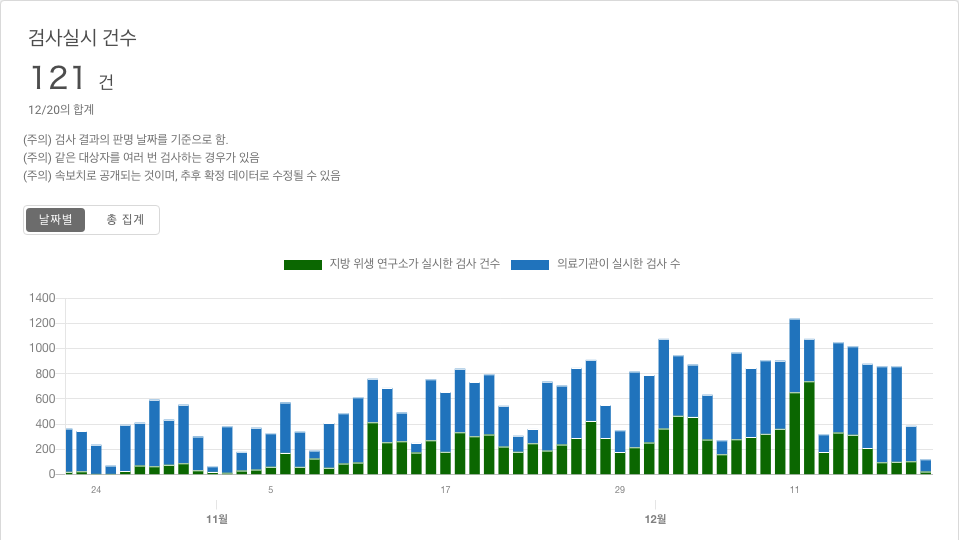 검사실시 건수
121 건
12/20의 합계
(주의) 검사 결과의 판명 날짜를 기준으로 함.
(주의) 같은 대상자를 여러 번 검사하는 경우가 있음
(주의) 속보치로 공개되는 것이며, 추후 확정 데이터로 수정될 수 있음
날짜별 총 집계
지방 위생 연구소가 실시한 검사 건수 의료기관이 실시한 검사 수
1400
1200
1000
800
600
400
200
0
24 5 17 29 11
11월 12월